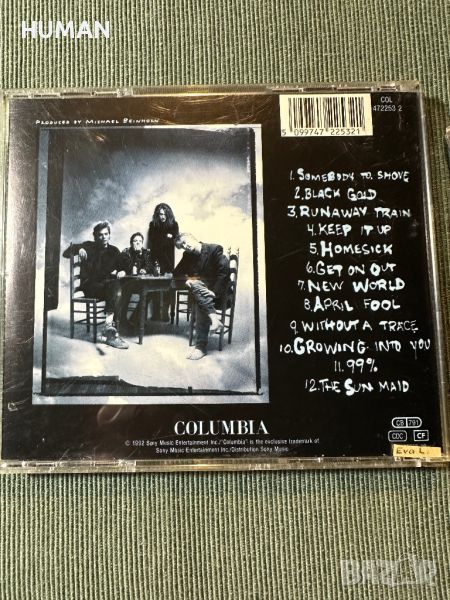 HUMAN
PRODUCED BY MICHAEL BEINHORN
COL
472253 2
5 099747 225321
1. SOMEBODY TO SHOVE
2. BLACK GOLD
3. RUNAWAY TRAIN
4. KEEP IT UP
5. HOMESICK
6. GET ON OUT
7. NEW WORLD
8. APRIL FOOL
9. WITHOUT A TRACE
10. GROWING INTO YOU
11. 99%
12. THE SUN MAID
COLUMBIA
© 1992 Sony Music Entertainment Inc./"Columbia" is the exclusive trademark of
Sony Music Entertainment Inc./Distribution Sony Music
CB 791
CDC CF
Eva L.
BAZAR